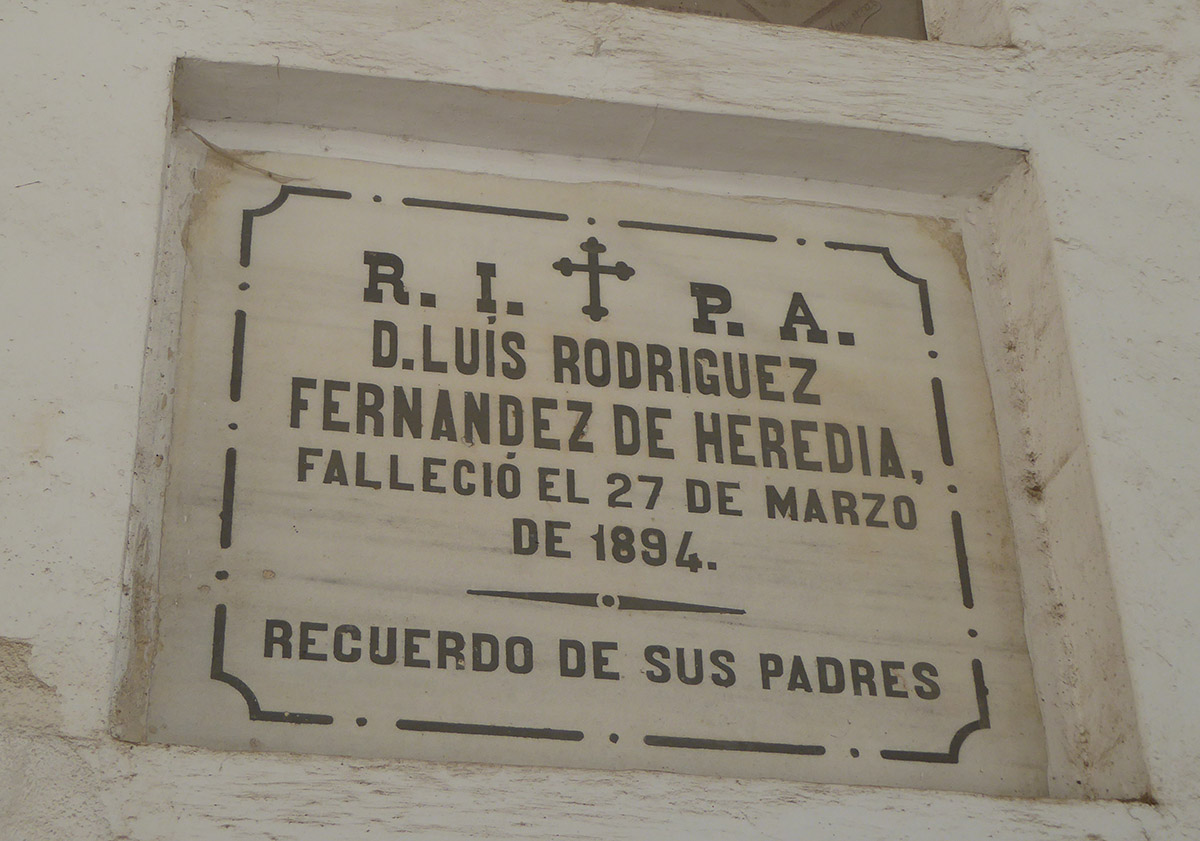 R. I. P. A.
D. LUÍS RODRIGUEZ
FERNANDEZ DE HEREDIA,
FALLECIÓ EL 27 DE MARZO
DE 1894.
RECUERDO DE SUS PADRES